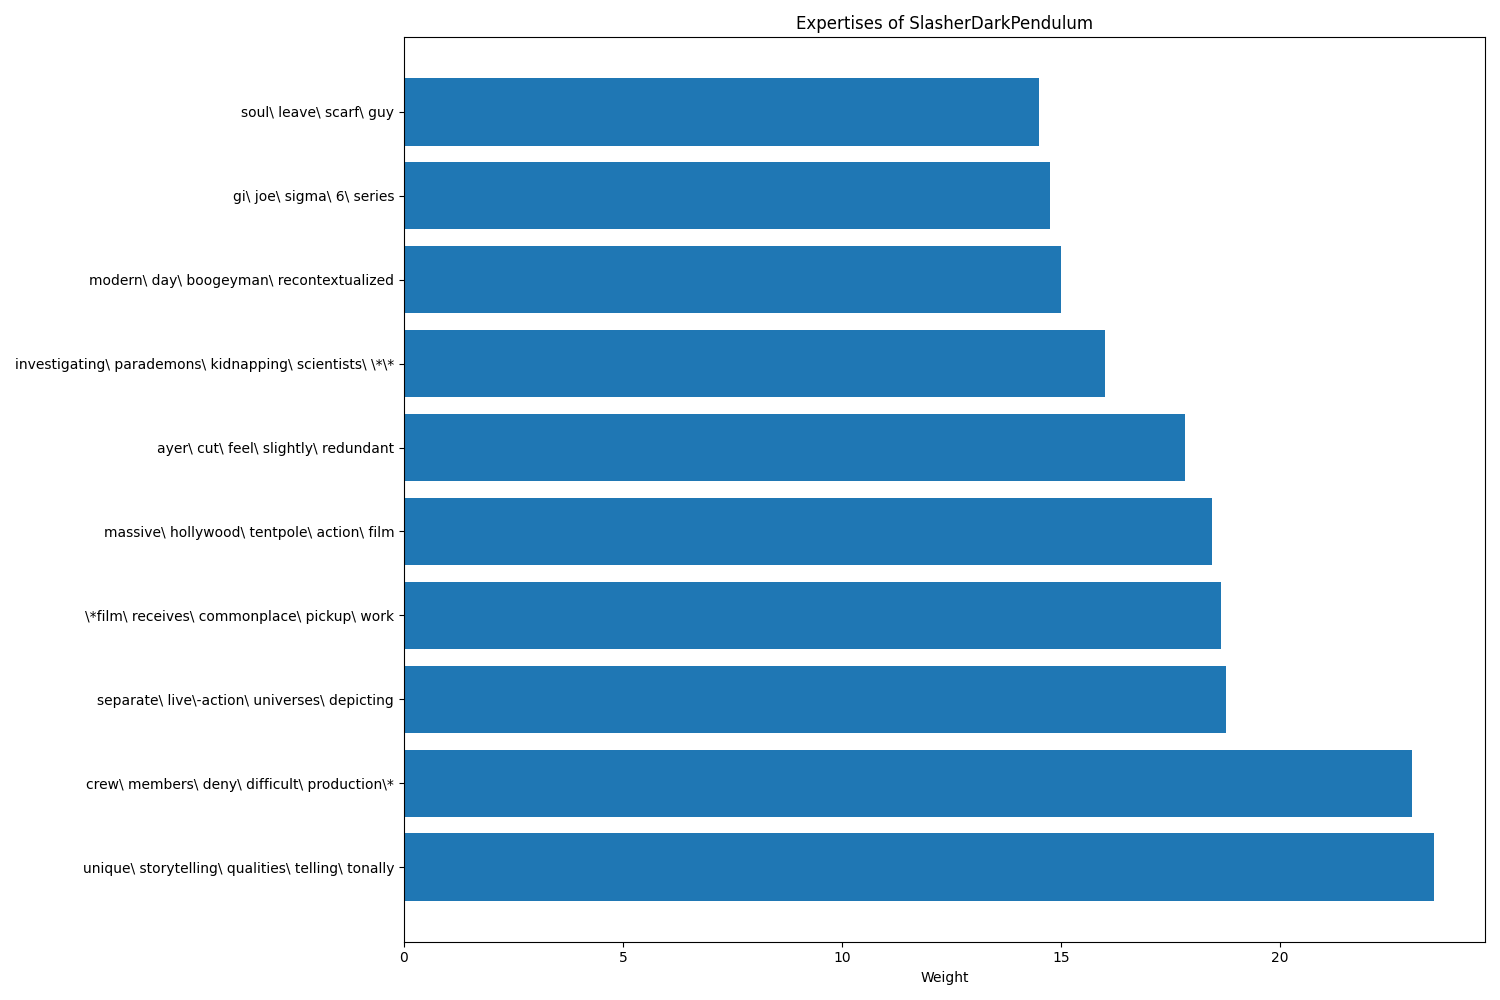 Expertises of SlasherDarkPendulum
soul\ leave\ scarf\ guy
gi\ joe\ sigma\ 6\ series
modern\ day\ boogeyman\ recontextualized
investigating\ parademons\ kidnapping\ scientists\ \*\*
ayer\ cut\ feel\ slightly\ redundant
massive\ hollywood\ tentpole\ action\ film
\*film\ receives\ commonplace\ pickup\ work
separate\ live\-action\ universes\ depicting
crew\ members\ deny\ difficult\ production\*
unique\ storytelling\ qualities\ telling\ tonally
0 5 10 15 20
Weight